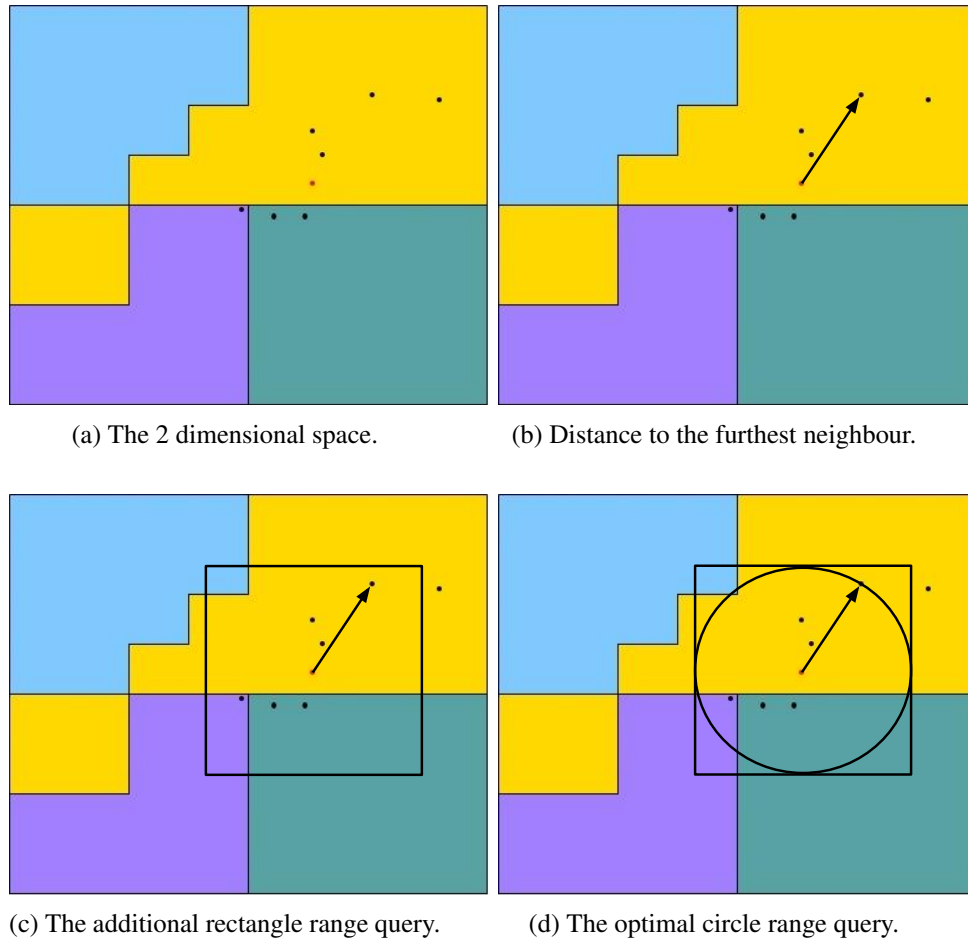 (a) The 2 dimensional space.
(b) Distance to the furthest neighbour.
(c) The additional rectangle range query.
(d) The optimal circle range query.